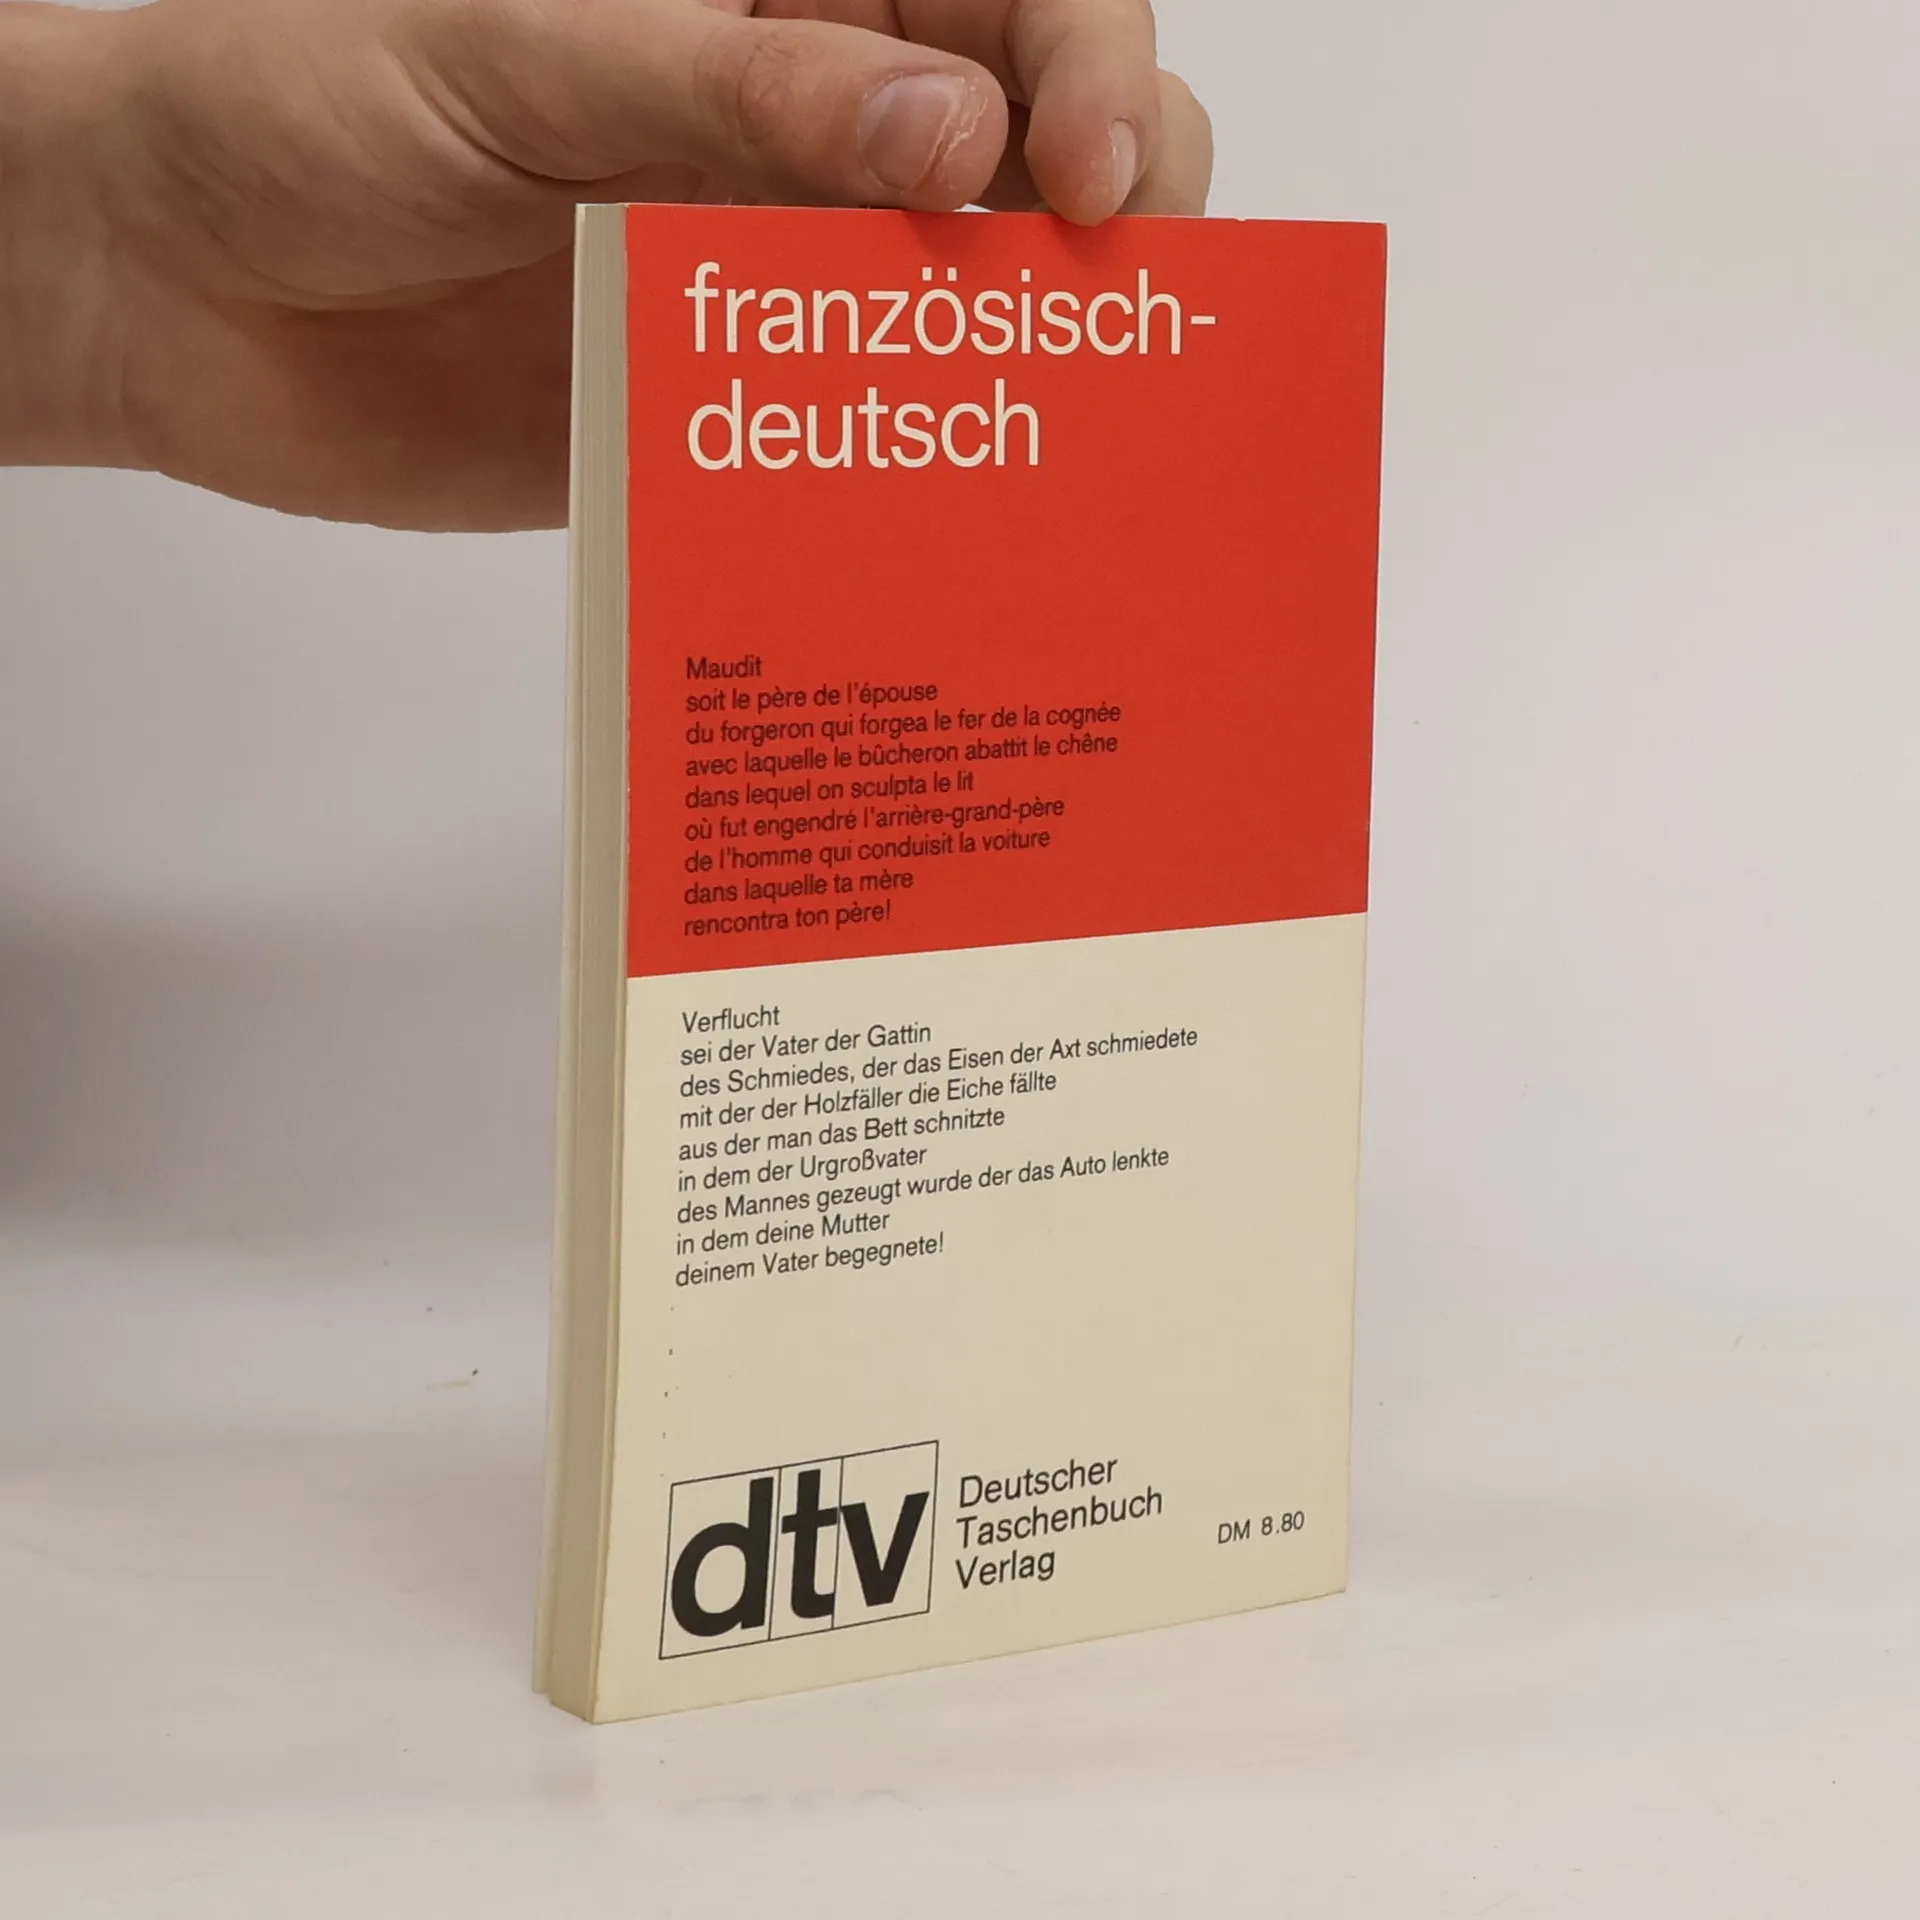 französisch-
deutsch
Maudit
soit le père de l'épouse
du forgeron qui forgea le fer de la cognée
avec laquelle le bûcheron abattit le chêne
dans lequel on sculpta le lit
où fut engendré l'arrière-grand-père
de l'homme qui conduisit la voiture
dans laquelle ta mère
rencontra ton père!
Verflucht
sei der Vater der Gattin
des Schmiedes, der das Eisen der Axt schmiedete
mit der der Holzfäller die Eiche fällte
aus der man das Bett schnitzte
in dem der Urgroßvater
des Mannes gezeugt wurde der das Auto lenkte
in dem deine Mutter
deinem Vater begegnete!
dtv
Deutscher
Taschenbuch
Verlag
DM 8.80